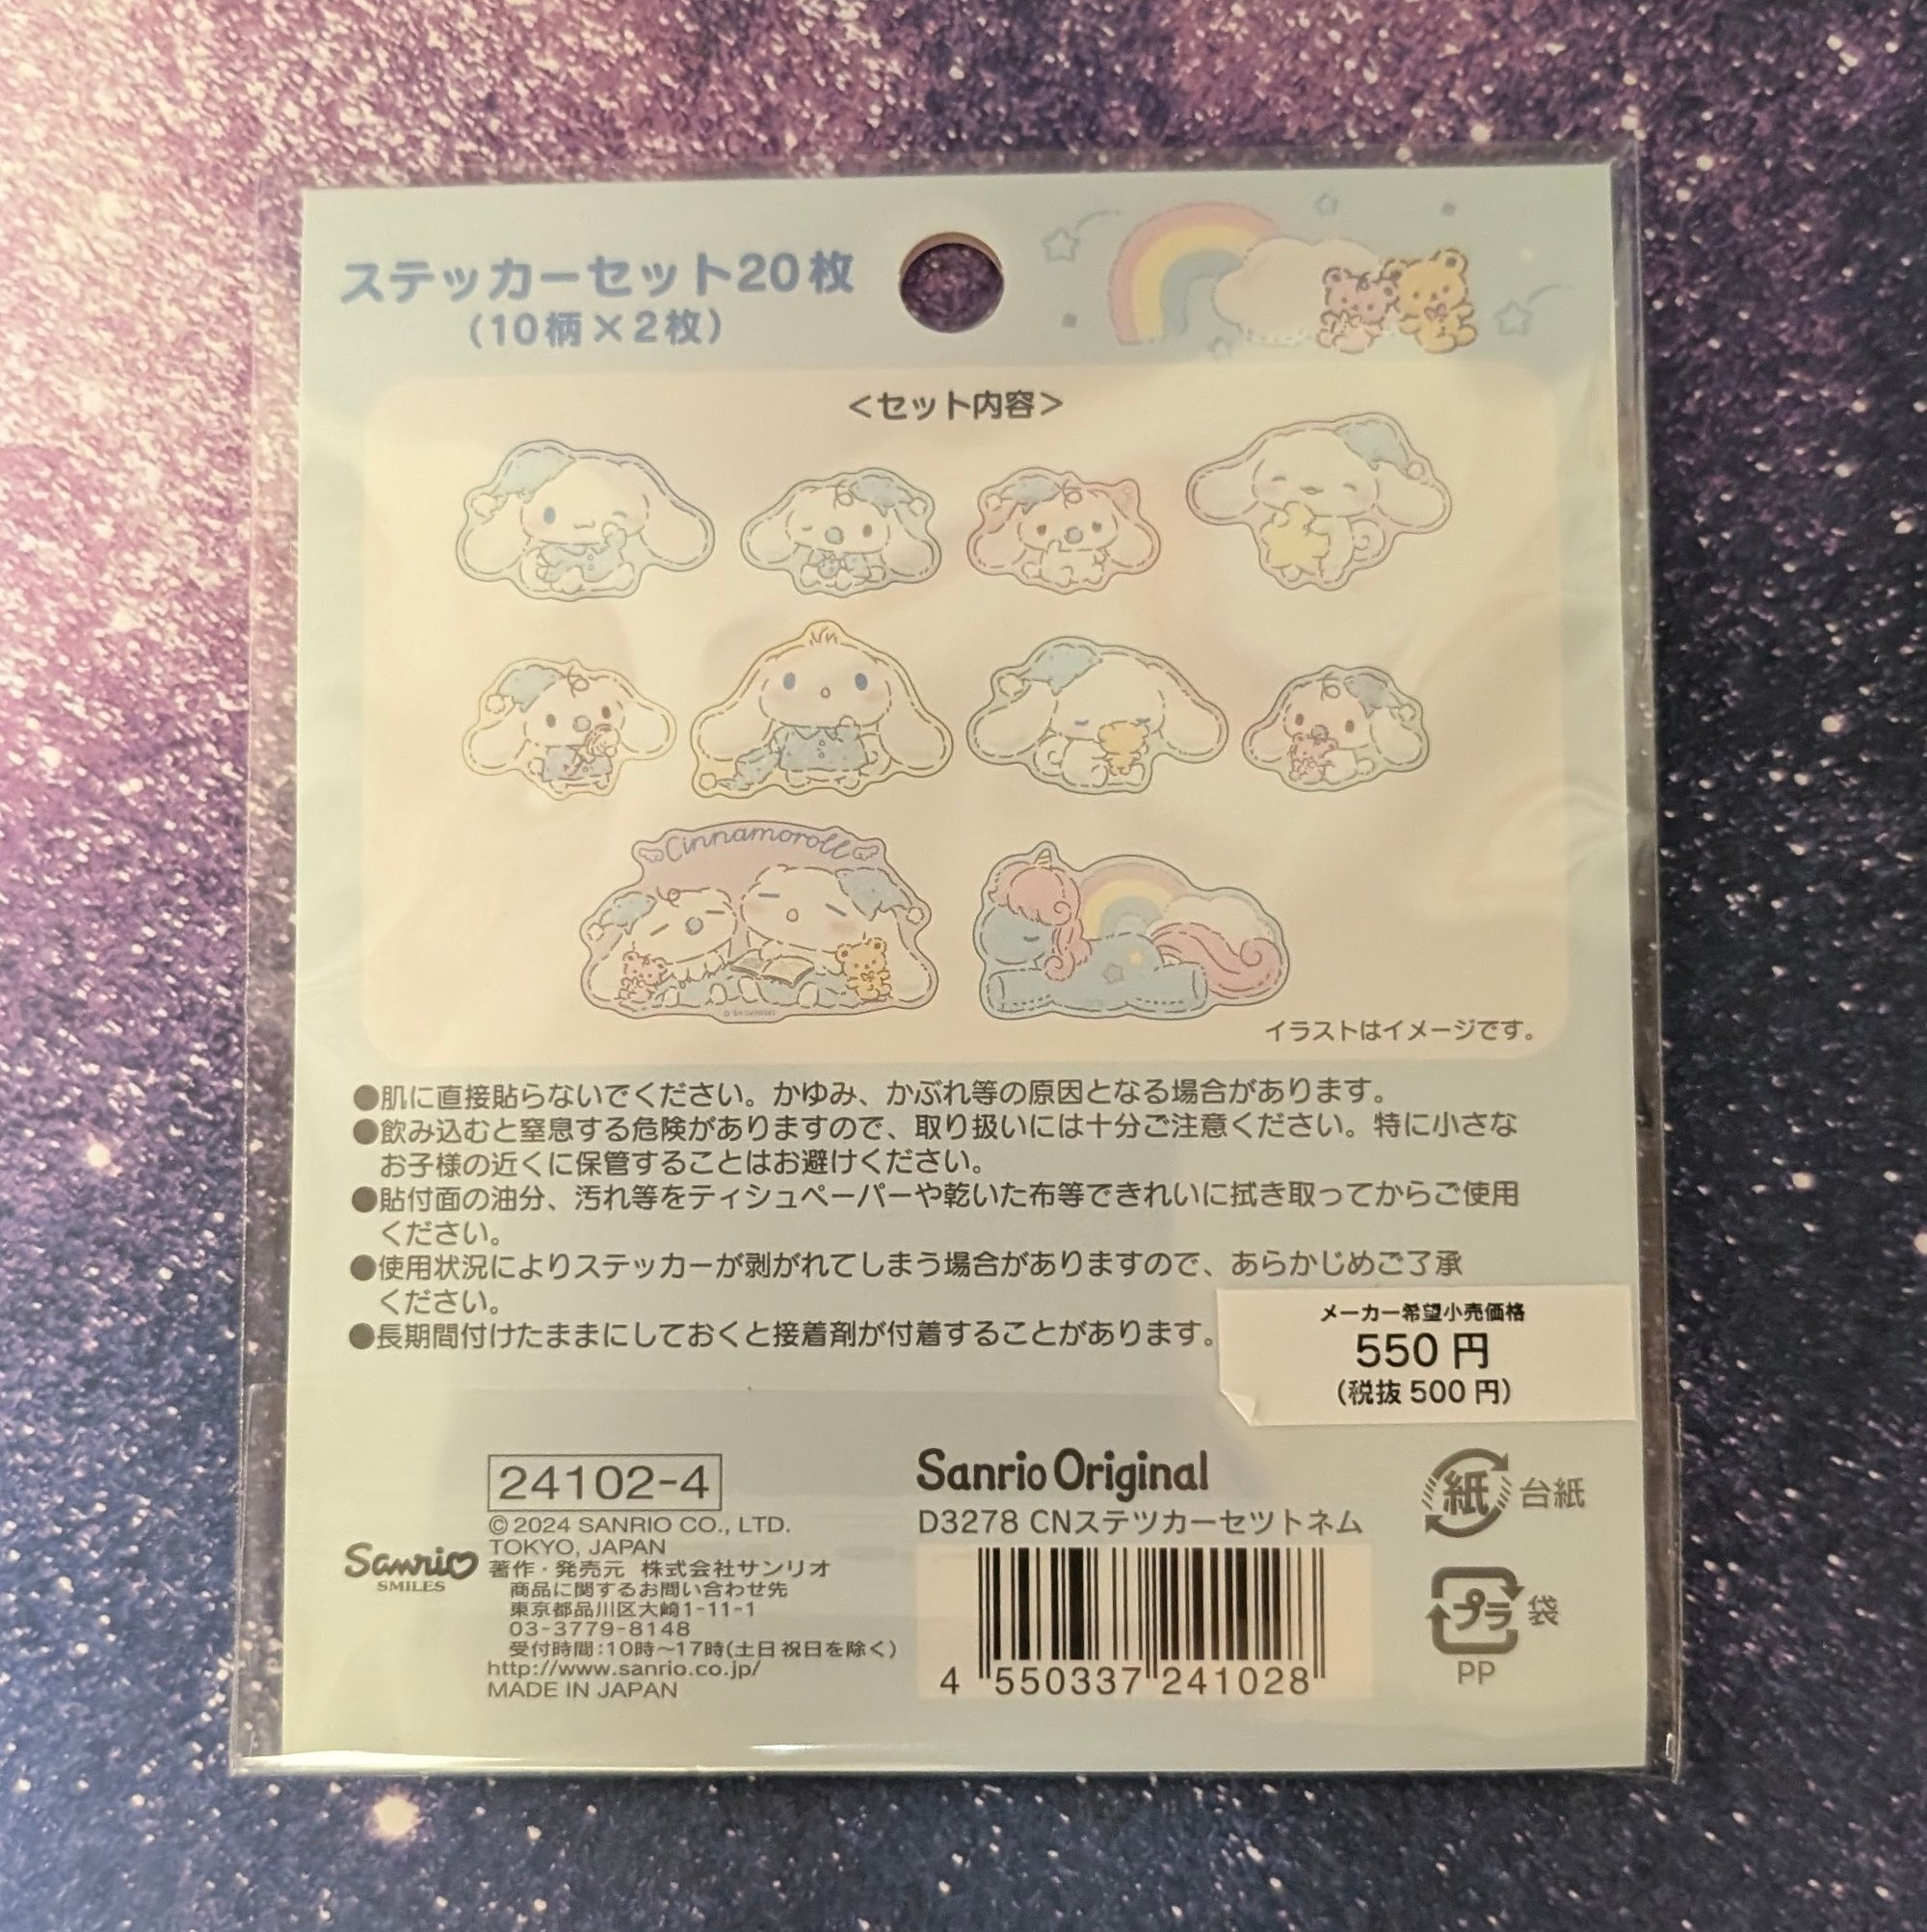 ステッカーセット20枚
(10柄×2枚)
<セット内容>
Cinnamoroll
イラストはイメージです。
●肌に直接貼らないでください。かゆみ、かぶれ等の原因となる場合があります。
●飲み込むと窒息する危険がありますので、取り扱いには十分ご注意ください。特に小さな
お子様の近くに保管することはお避けください。
●貼付面の油分、汚れ等をティシュペーパーや乾いた布等できれいに拭き取ってからご使用
ください。
●使用状況によりステッカーが剥がれてしまう場合がありますので、あらかじめご了承
ください。
●長期間付けたままにしておくと接着剤が付着することがあります。
メーカー希望小売価格
550円
(税抜500円)
24102-4
©2024 SANRIO CO., LTD.
TOKYO, JAPAN
Sanrio
SMILES
著作・発売元 株式会社サンリオ
商品に関するお問い合わせ先
東京都品川区大崎1-11-1
03-3779-8148
受付時間:10時~17時(土日祝日を除く)
http://www.sanrio.co.jp/
MADE IN JAPAN
Sanrio Original
D3278 CNステツカーセツトネム
4 550337 241028
紙 台紙
プラ 袋
PP